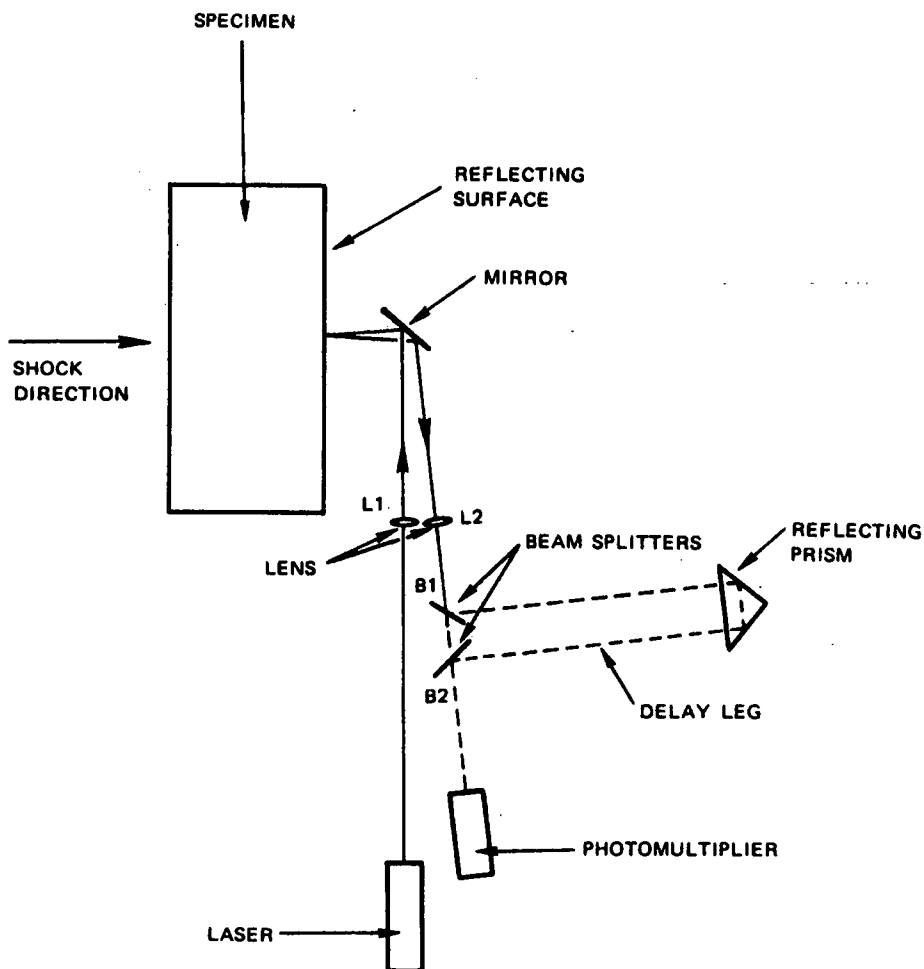 SPECIMEN
REFLECTING
SURFACE
MIRROR
SHOCK
DIRECTION
L1
L2
LENS
BEAM SPLITTERS
REFLECTING
PRISM
B1
B2
DELAY LEG
PHOTOMULTIPLIER
LASER